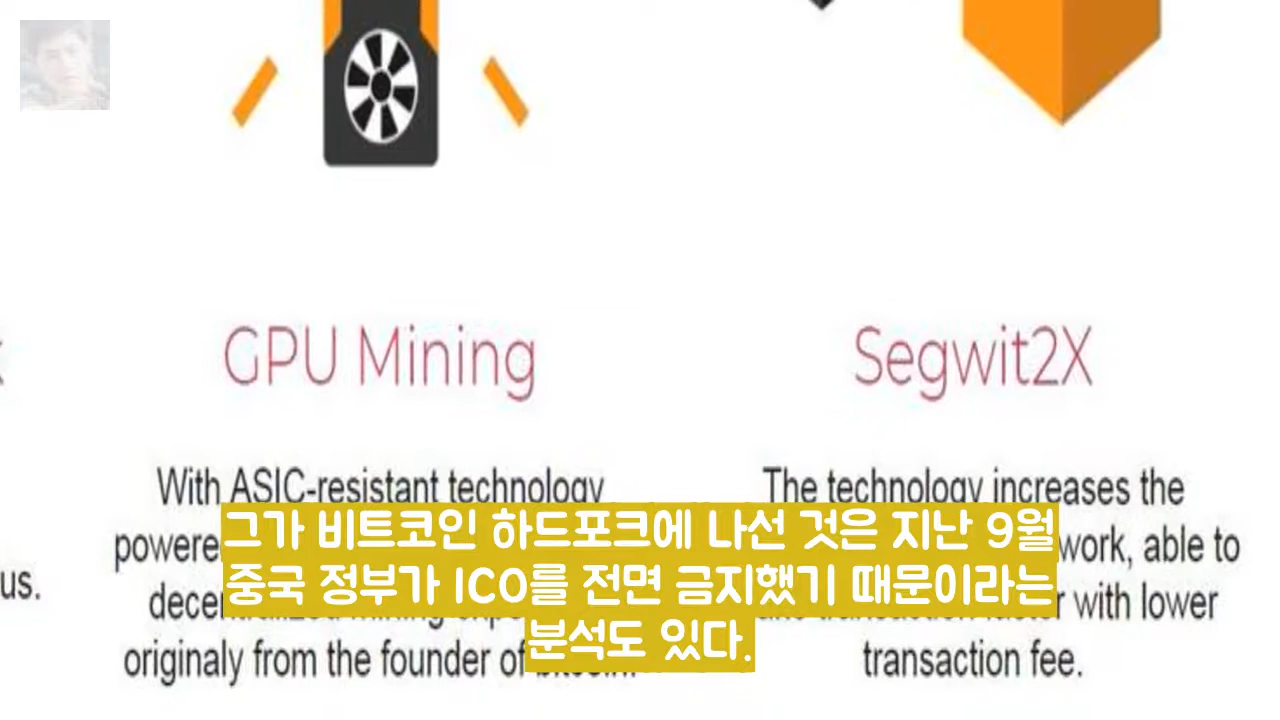 GPU Mining
With ASIC-resistant technology
powere
dece
originaly from the founder of
Segwit2X
The technology increases the
work, able to
with lower
transaction fee.
us.
그가 비트코인 하드포크에 나선 것은 지난 9월
중국 정부가 ICO를 전면 금지했기 때문이라는
분석도 있다.